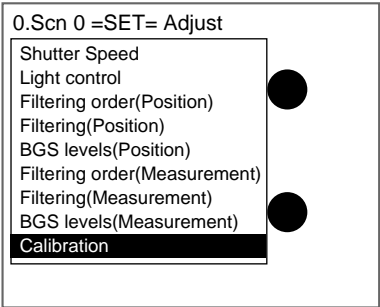 0.Scn 0 =SET= Adjust
Shutter Speed
Light control
Filtering order(Position)
Filtering(Position)
BGS levels(Position)
Filtering order(Measurement)
Filtering(Measurement)
BGS levels(Measurement)
Calibration